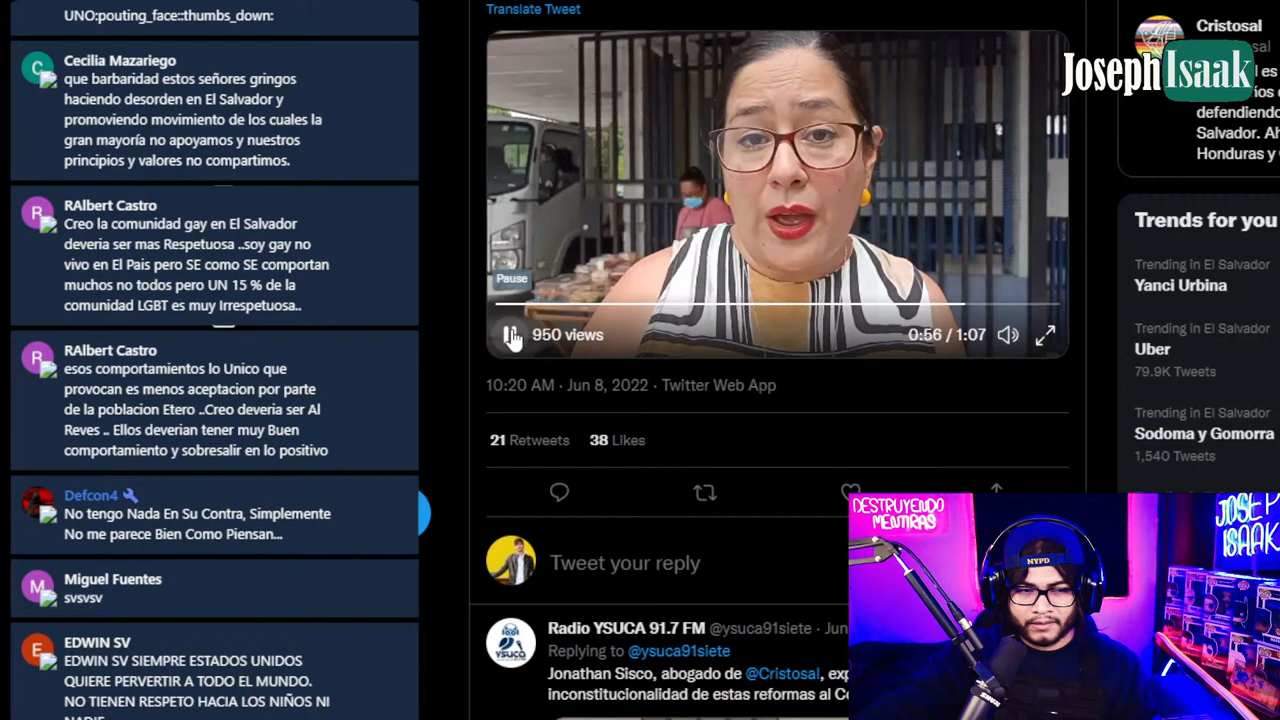 UNO:pouting_face::thumbs_down:
Cecilia Mazariego
que barbaridad estos señores gringos
haciendo desorden en El Salvador y
promoviendo movimiento de los cuales la
gran mayoría no apoyamos y nuestros
principios y valores no compartimos.
RAlbert Castro
Creo la comunidad gay en El Salvador
deveria ser mas Respetuosa ..soy gay no
vivo en El Pais pero SE como SE comportan
muchos no todos pero UN 15 % de la
comunidad LGBT es muy Irrespetuosa..
RAlbert Castro
esos comportamientos lo Unico que
provocan es menos aceptacion por parte
de la poblacion Etero ..Creo deveria ser Al
Reves .. Ellos deverian tener muy Buen
comportamiento y sobresalir en lo positivo
Defcon4
No tengo Nada En Su Contra, Simplemente
No me parece Bien Como Piensan...
Miguel Fuentes
svsvsv
EDWIN SV
EDWIN SV SIEMPRE ESTADOS UNIDOS
QUIERE PERVERTIR A TODO EL MUNDO.
NO TIENEN RESPETO HACIA LOS NIÑOS NI
Translate Tweet
Pause
950 views
0:56 / 1:07
10:20 AM · Jun 8, 2022 · Twitter Web App
21 Retweets 38 Likes
Tweet your reply
Radio YSUCA 91.7 FM @ysuca91siete · Jun
Replying to @ysuca91siete
Jonathan Sisco, abogado de @Cristosal, exp
inconstitucionalidad de estas reformas al Co
Cristosal
Joseph Isaak
defendiendo
Salvador. Al
Honduras y
Trends for you
Trending in El Salvador
Yanci Urbina
Trending in El Salvador
Uber
79.9K Tweets
Trending in El Salvador
Sodoma y Gomorra
1,540 Tweets
DESTRUYENDO
MENTIRAS
NYPD
JOSEP
ISAAK